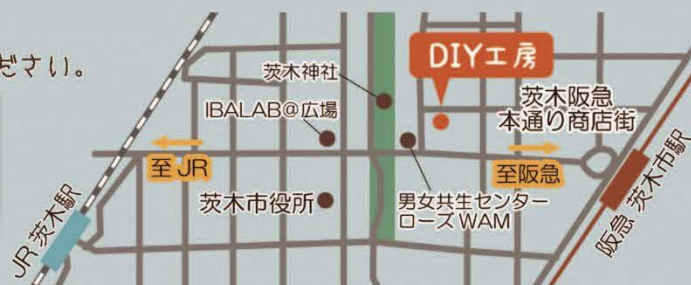 ださい。
DIY工房
茨木神社
IBALAB@広場
茨木阪急
本通り商店街
至JR
至阪急
茨木市役所
男女共生センター
ローズWAM
JR茨木駅
阪急 茨木市駅